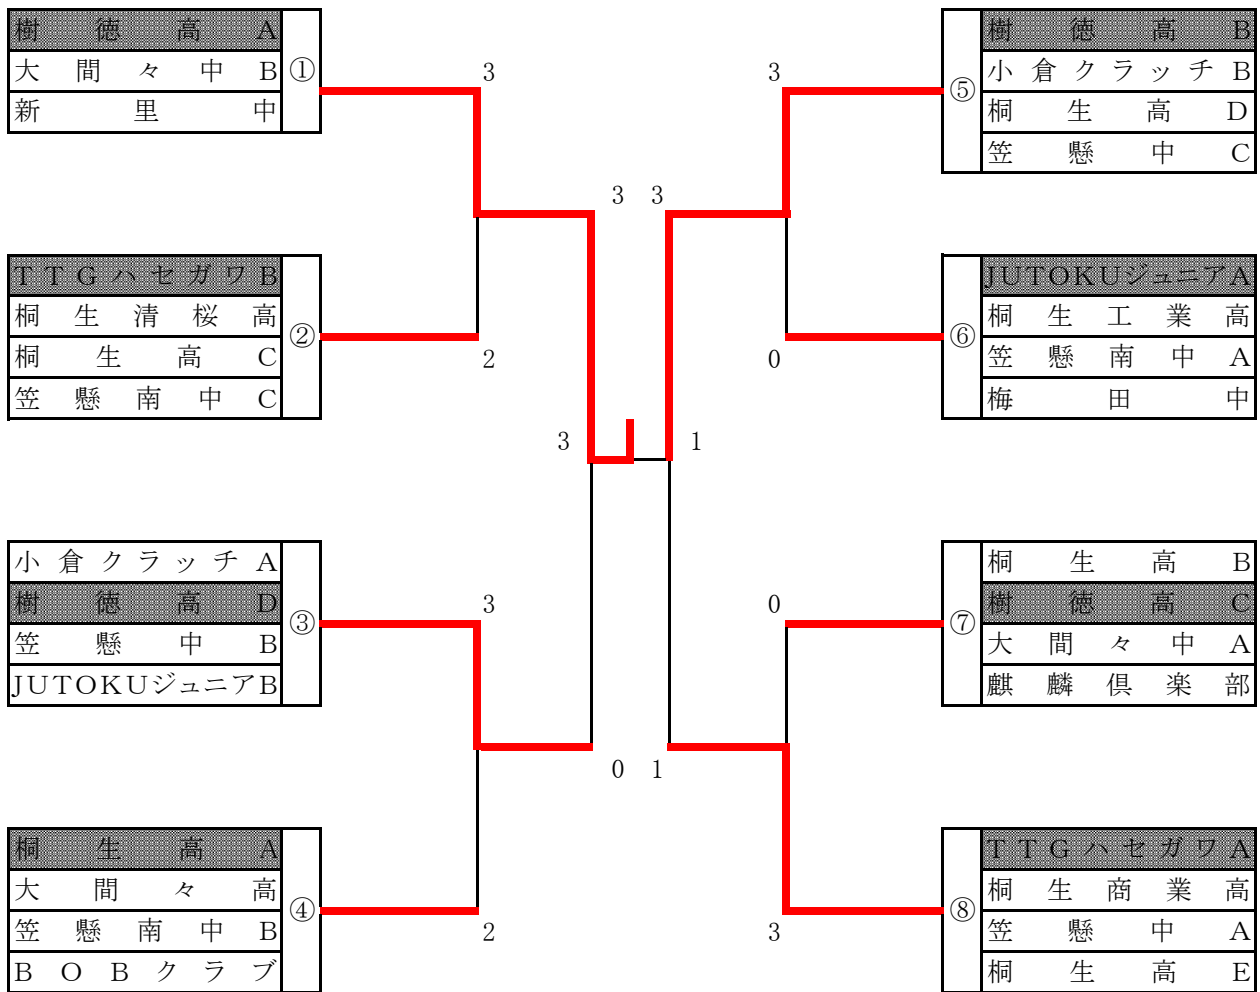 樹徳高A
大間々中B
新里中
①
3
TTGハセガワB
桐生清桜高
桐生高C
笠懸南中C
②
2
3
小倉クラッチA
樹徳高D
笠懸中B
JUTOKUジュニアB
③
3
桐生高A
大間々高
笠懸南中B
BOBクラブ
④
2
0
3
1
樹徳高B
小倉クラッチB
桐生高D
笠懸中C
⑤
3
JUTOKUジュニアA
桐生工業高
笠懸南中A
梅田中
⑥
0
3
桐生高B
樹徳高C
大間々中A
麒麟倶楽部
⑦
0
TTGハセガワA
桐生商業高
笠懸中A
桐生高E
⑧
3
1